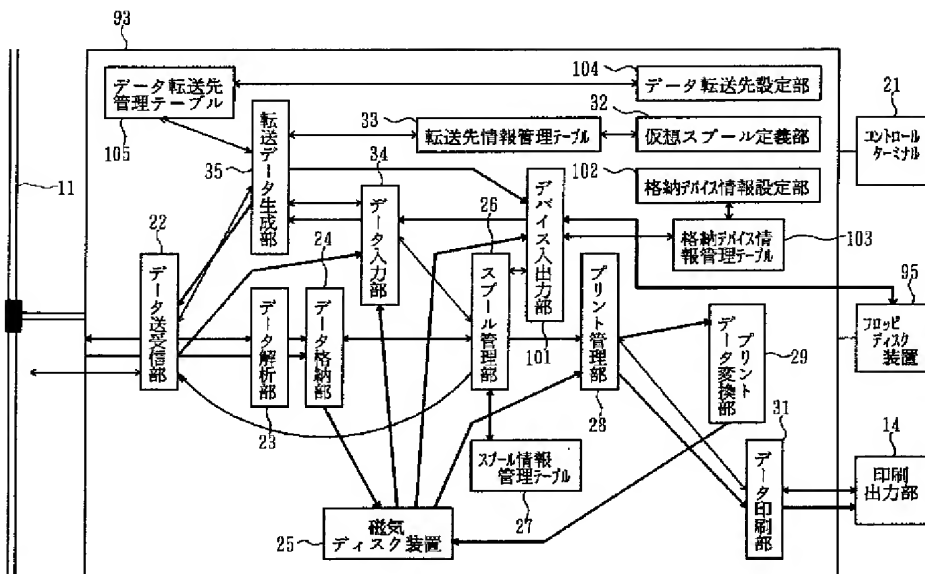 93
データ転送先
管理テーブル
105
104
データ転送先設定部
33
転送先情報管理テーブル
32
仮想スプール定義部
21
コントロール
ターミナル
11
35
転送データ生成部
34
データ入力部
102
格納デバイス情報設定部
格納デバイス情
報管理テーブル
103
22
データ送受信部
24
データ格納部
26
スプール管理部
デバイス入出力部
101
プリント管理部
28
プリント
データ変換部
29
95
フロッピ
ディスク
装置
データ解析部
23
スプール情報
管理テーブル
27
31
データ印刷部
14
印刷
出力部
25
磁気
ディスク装置